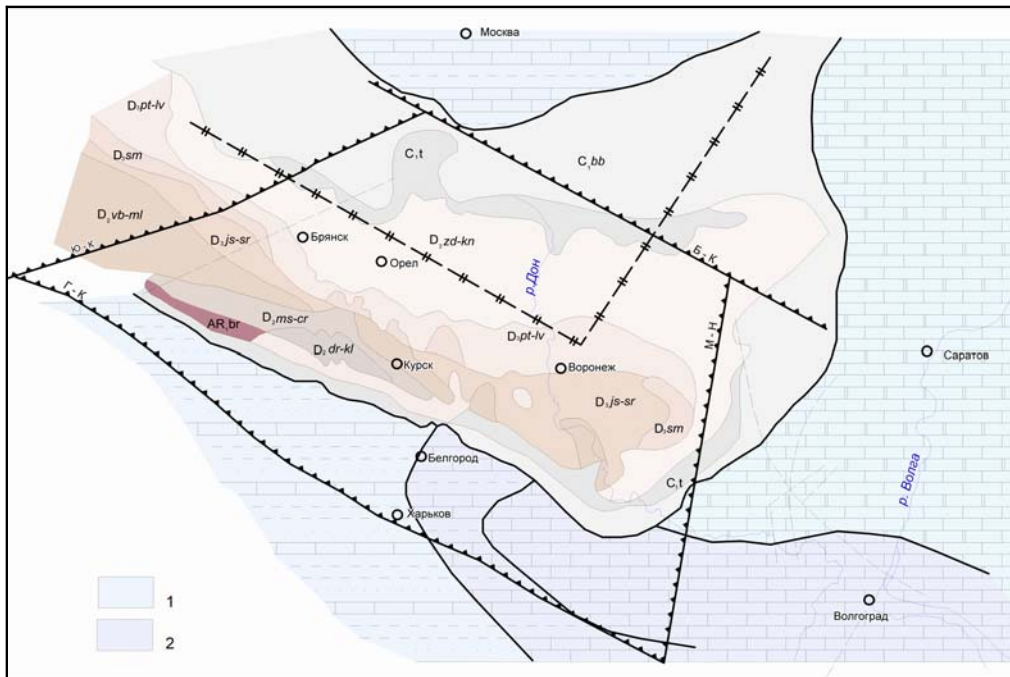 Москва
D₃pt-lv
D₃sm
C₁t
C₁bb
D₂vb-ml
D₃js-sr
Брянск
D₃zd-kn
Ю-К
Б-К
Орел
р.Дон
Г-К
AR₁br
D₂ms-cr
D₃pt-lv
М-Н
D₂dr-kl
Курск
Воронеж
Саратов
D₃js-sr
D₃sm
Белгород
C₁t
р. Волга
Харьков
1
2
Волгоград